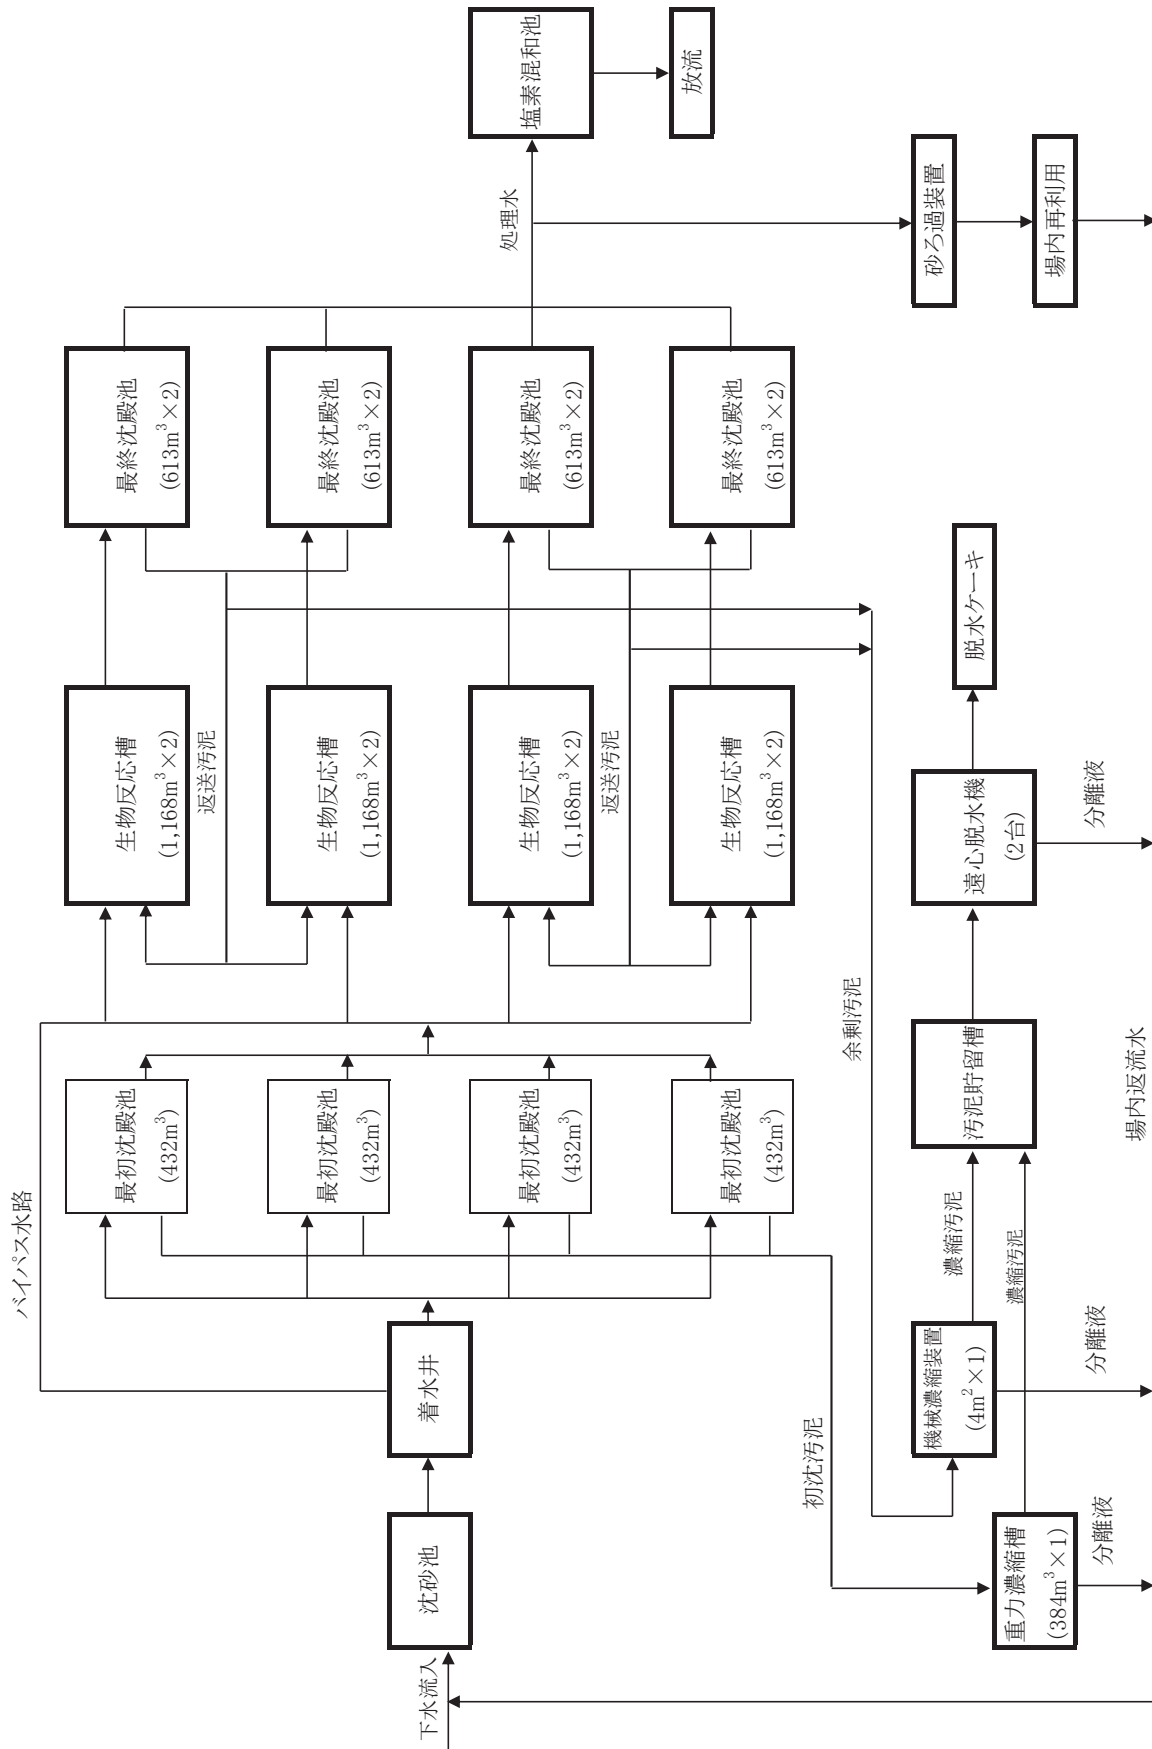 バイパス水路
下水流入
沈砂池
着水井
最初沈殿池
(432m³)
最初沈殿池
(432m³)
最初沈殿池
(432m³)
最初沈殿池
(432m³)
生物反応槽
(1,168m³×2)
返送汚泥
生物反応槽
(1,168m³×2)
生物反応槽
(1,168m³×2)
返送汚泥
生物反応槽
(1,168m³×2)
最終沈殿池
(613m³×2)
最終沈殿池
(613m³×2)
最終沈殿池
(613m³×2)
最終沈殿池
(613m³×2)
処理水
塩素混和池
放流
砂ろ過装置
場内再利用
初沈汚泥
余剰汚泥
重力濃縮槽
(384m³×1)
分離液
機械濃縮装置
(4m²×1)
分離液
濃縮汚泥
濃縮汚泥
汚泥貯留槽
遠心脱水機
(2台)
分離液
脱水ケーキ
場内返流水